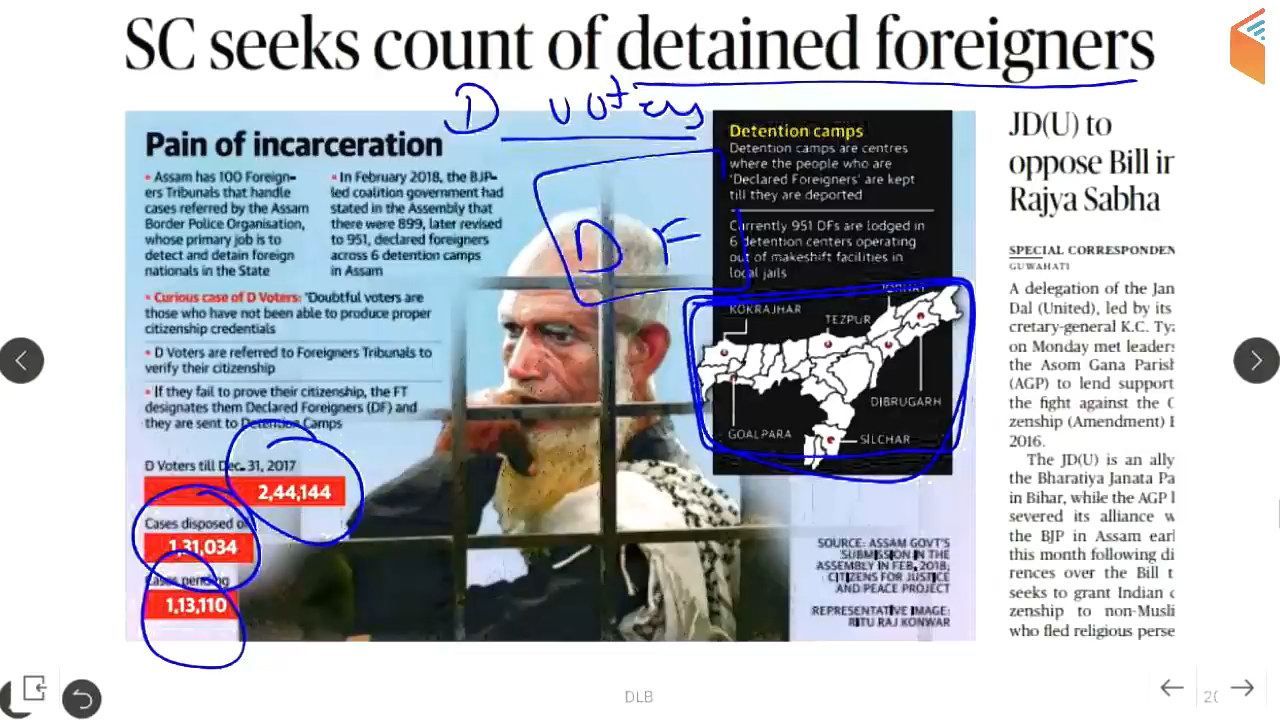 SC seeks count of detained foreigners
D voters
Pain of incarceration
• Assam has 100 Foreign-
ers Tribunals that handle
cases referred by the Assam
Border Police Organisation,
whose primary job is to
detect and detain foreign
nationals in the State
• In February 2018, the BJP-
led coalition government had
stated in the Assembly that
there were 899, later revised
to 951, declared foreigners
across 6 detention camps
in Assam
• Curious case of D Voters: 'Doubtful voters are
those who have not been able to produce proper
citizenship credentials
• D Voters are referred to Foreigners Tribunals to
verify their citizenship
• If they fail to prove their citizenship, the FT
designates them Declared Foreigners (DF) and
they are sent to Detention Camps
D Voters till Dec. 31, 2017
2,44,144
Cases disposed of
1,31,034
Cases pending
1,13,110
DF
Detention camps
Detention camps are centres
where the people who are
'Declared Foreigners' are kept
till they are deported
Currently 951 DFs are lodged in
6 detention centers operating
out of makeshift facilities in
local jails
JORHAT
KOKRAJHAR
TEZPUR
DIBRUGARH
GOALPARA
SILCHAR
SOURCE: ASSAM GOVT'S
SUBMISSION IN THE
ASSEMBLY IN FEB, 2018;
CITIZENS FOR JUSTICE
AND PEACE PROJECT
REPRESENTATIVE IMAGE:
RITU RAJ KONWAR
JD(U) to
oppose Bill in
Rajya Sabha
SPECIAL CORRESPONDEN
GUWAHATI
A delegation of the Jan
Dal (United), led by its
cretary-general K.C. Tya
on Monday met leaders
the Asom Gana Parish
(AGP) to lend support
the fight against the C
zenship (Amendment) B
2016.
The JD(U) is an ally
the Bharatiya Janata Pa
in Bihar, while the AGP
severed its alliance w
the BJP in Assam earl
this month following di
rences over the Bill t
seeks to grant Indian c
zenship to non-Musli
who fled religious perse
DLB